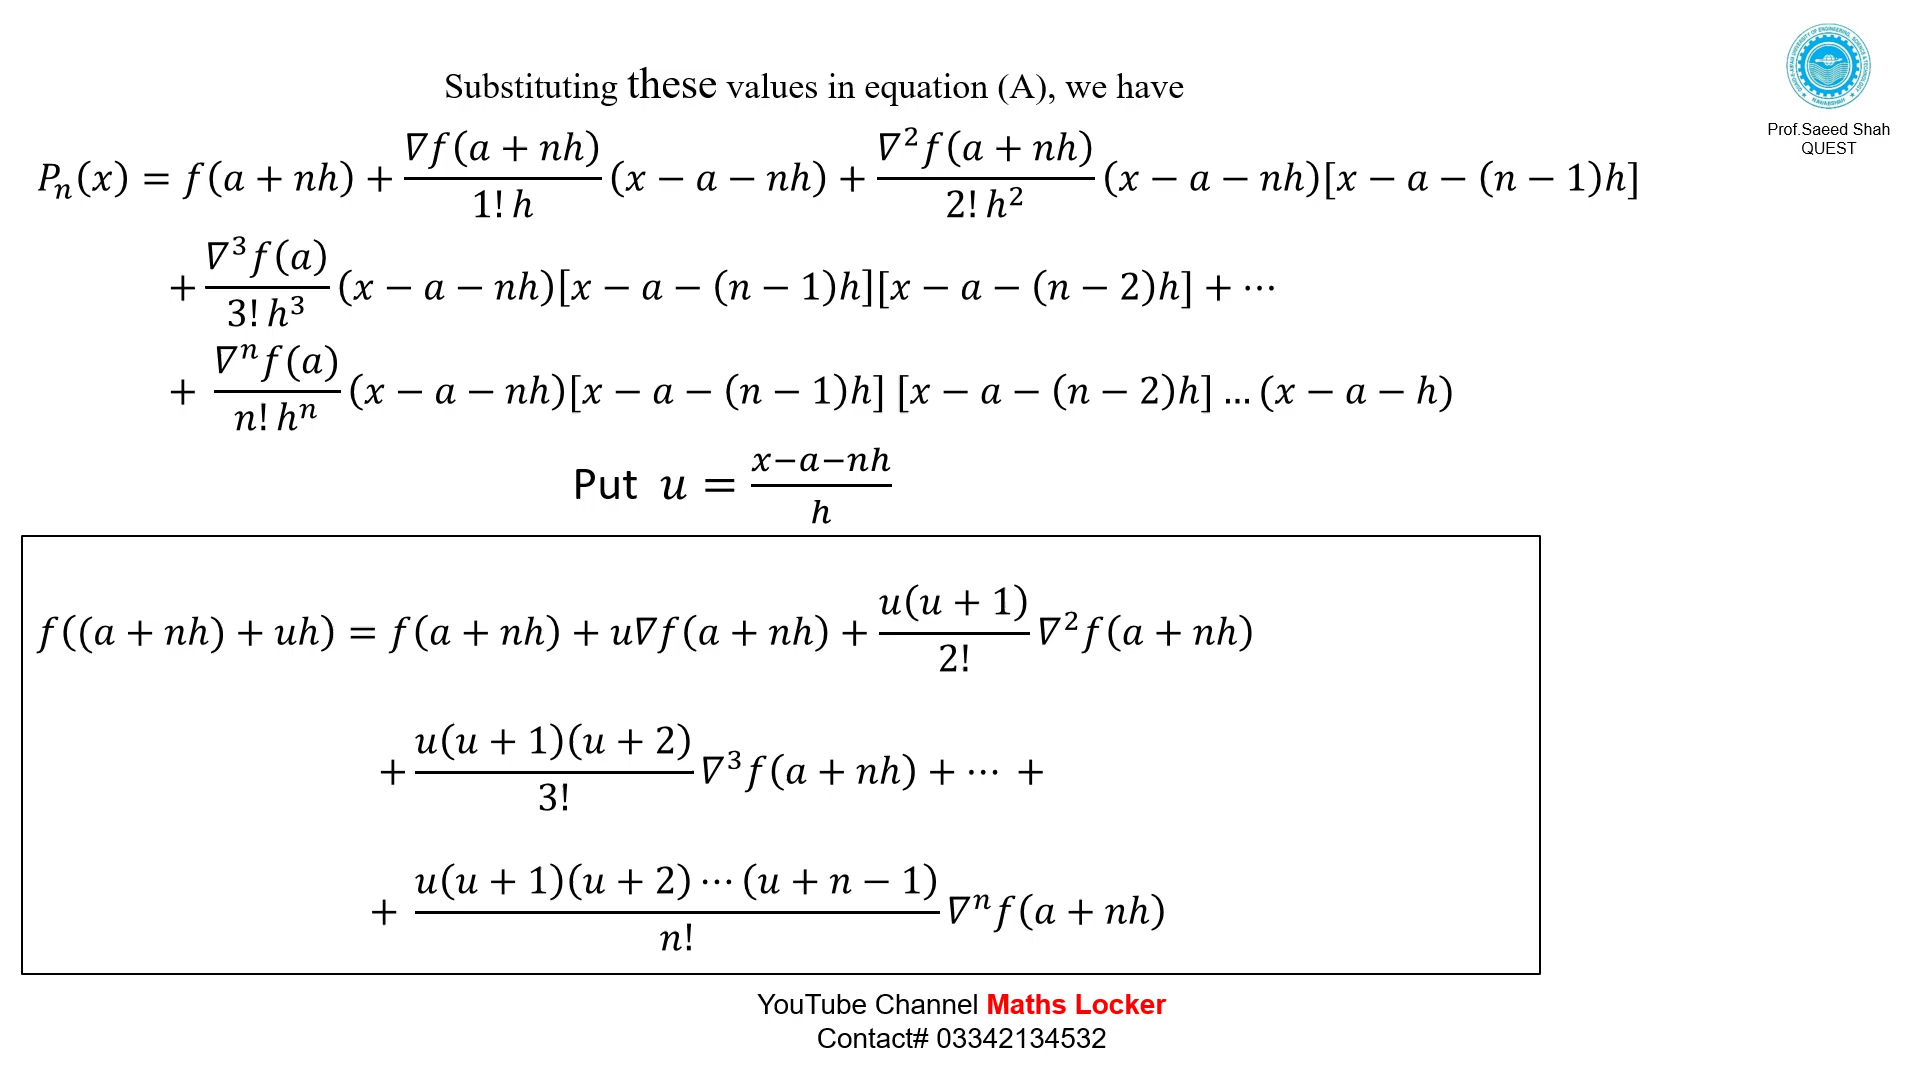 Substituting these values in equation (A), we have
Prof.Saeed Shah
QUEST
Pₙ(x) = f(a + nh) + ∇f(a + nh)/1! h (x − a − nh) + ∇²f(a + nh)/2! h² (x − a − nh)[x − a − (n − 1)h]
+ ∇³f(a)/3! h³ (x − a − nh)[x − a − (n − 1)h][x − a − (n − 2)h] + ⋯
+ ∇ⁿf(a)/n! hⁿ (x − a − nh)[x − a − (n − 1)h] [x − a − (n − 2)h] … (x − a − h)
Put u = x−a−nh/h
f((a + nh) + uh) = f(a + nh) + u∇f(a + nh) + u(u + 1)/2! ∇²f(a + nh)
+ u(u + 1)(u + 2)/3! ∇³f(a + nh) + ⋯ +
+ u(u + 1)(u + 2) ⋯ (u + n − 1)/n! ∇ⁿf(a + nh)
YouTube Channel Maths Locker
Contact# 03342134532